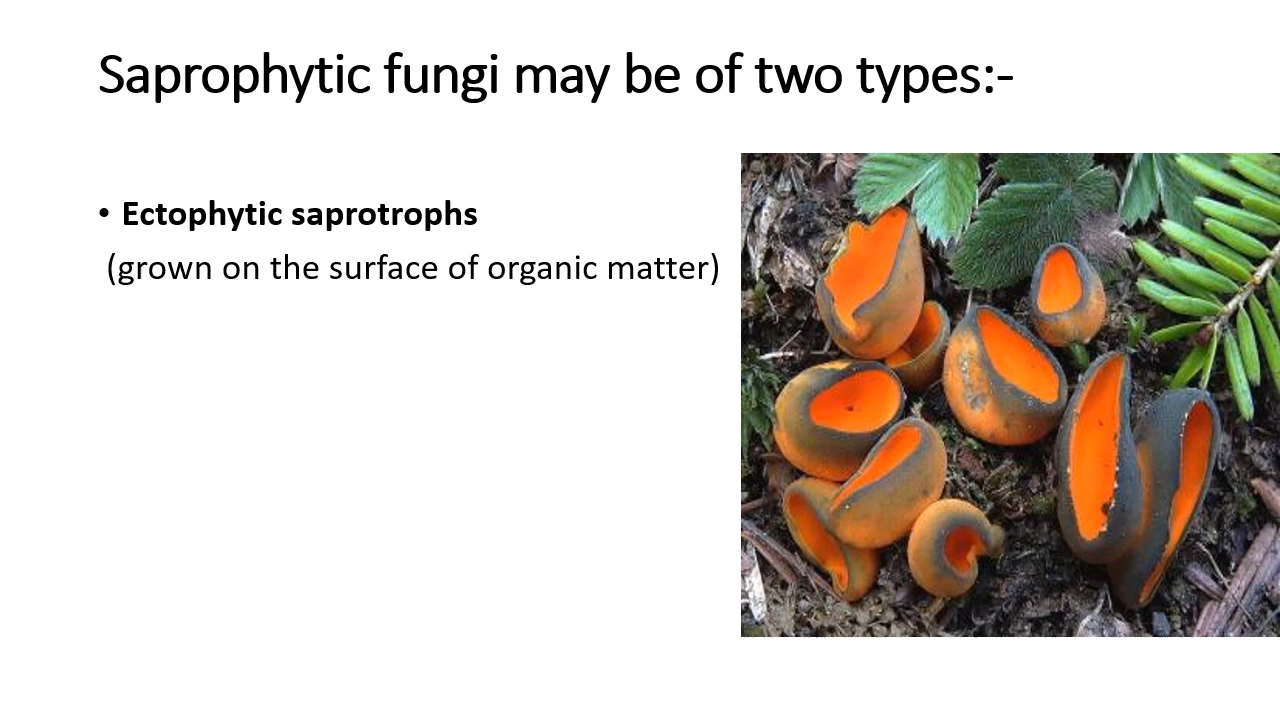 Saprophytic fungi may be of two types:-
• Ectophytic saprotrophs
(grown on the surface of organic matter)